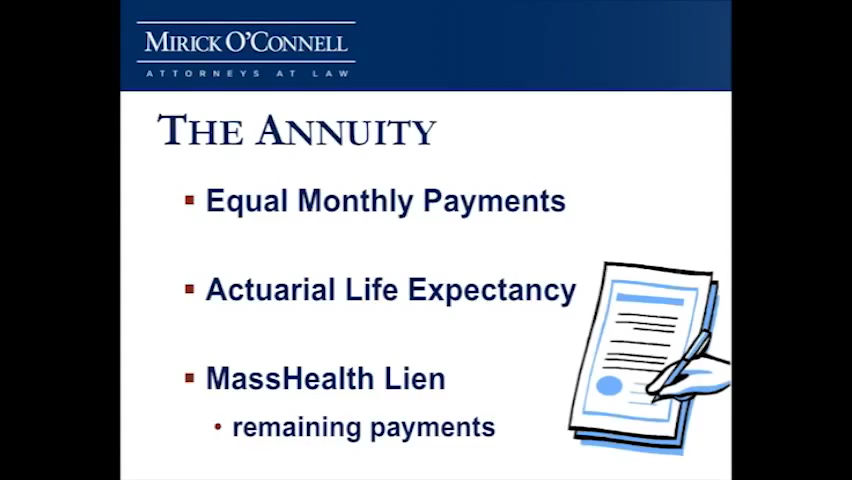 MIRICK O'CONNELL
ATTORNEYS AT LAW
THE ANNUITY
Equal Monthly Payments
Actuarial Life Expectancy
MassHealth Lien
remaining payments